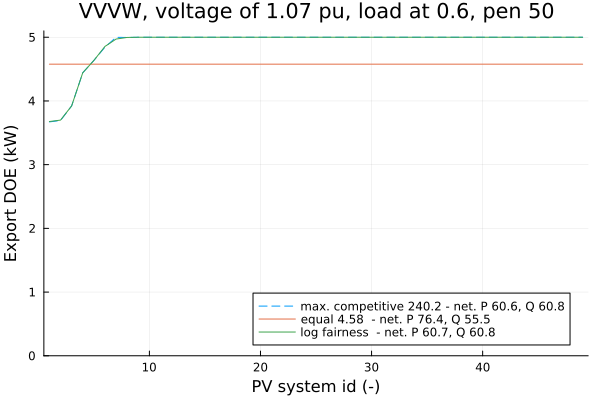 VVVW, voltage of 1.07 pu, load at 0.6, pen 50
Export DOE (kW)
5
4
3
2
1
0
max. competitive 240.2 - net. P 60.6, Q 60.8
equal 4.58  - net. P 76.4, Q 55.5
log fairness  - net. P 60.7, Q 60.8
10 20 30 40
PV system id (-)